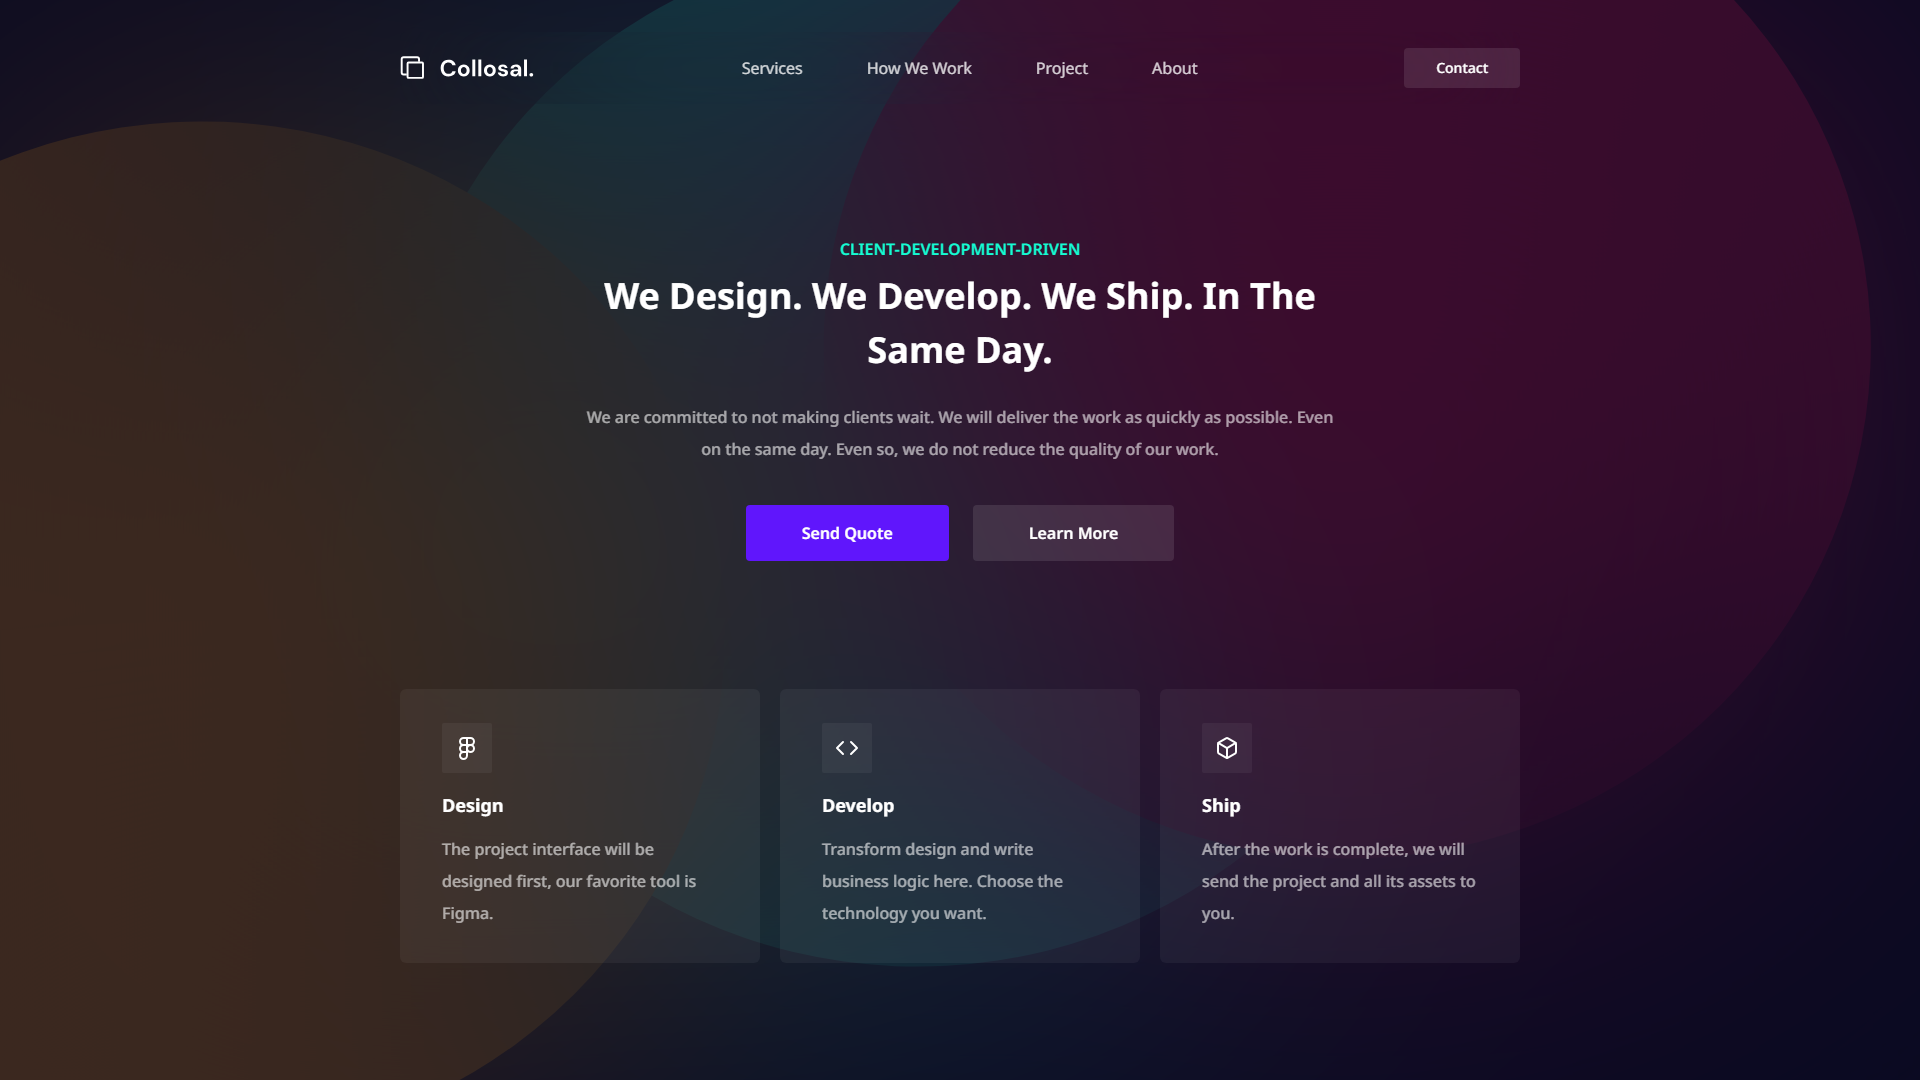 Collosal.
Services
How We Work
Project
About
Contact
CLIENT-DEVELOPMENT-DRIVEN
We Design. We Develop. We Ship. In The
Same Day.
We are committed to not making clients wait. We will deliver the work as quickly as possible. Even
on the same day. Even so, we do not reduce the quality of our work.
Send Quote
Learn More
Design
The project interface will be
designed first, our favorite tool is
Figma.
Develop
Transform design and write
business logic here. Choose the
technology you want.
Ship
After the work is complete, we will
send the project and all its assets to
you.